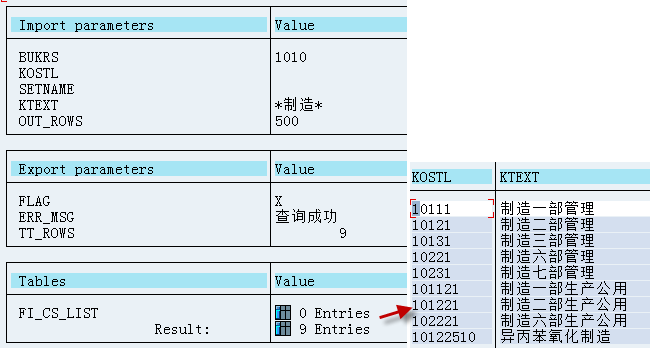 Import parameters Value
BUKRS 1010
KOSTL
SETNAME
KTEXT *制造*
OUT_ROWS 500
Export parameters Value
FLAG X
ERR_MSG 查询成功
TT_ROWS 9
Tables Value
FI_CS_LIST 0 Entries
Result: 9 Entries
KOSTL KTEXT
10111 制造一部管理
10121 制造二部管理
10131 制造三部管理
10221 制造六部管理
10231 制造七部管理
101121 制造一部生产公用
101221 制造二部生产公用
102221 制造六部生产公用
10122510 异丙苯氧化制造